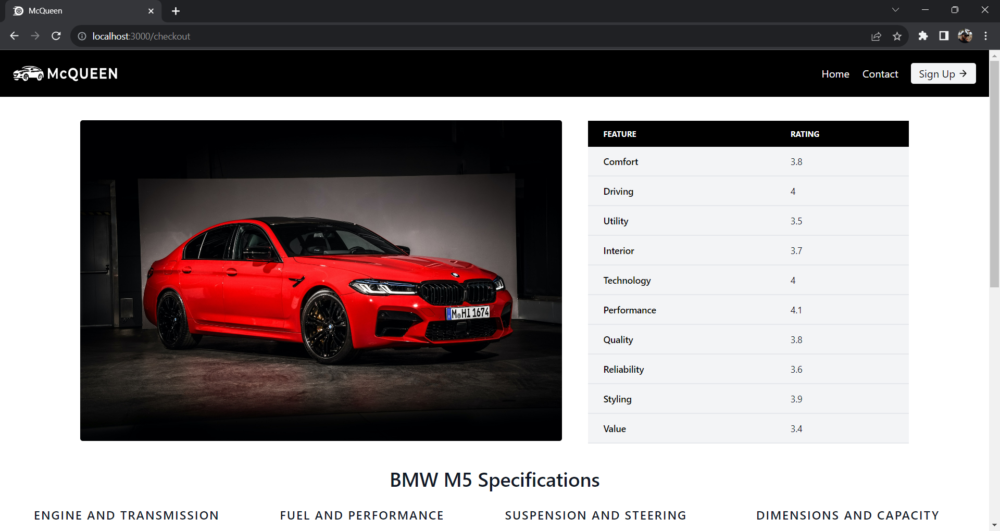 McQueen
localhost:3000/checkout
McQUEEN
Home Contact Sign Up →
M HI 1674
FEATURE RATING
Comfort 3.8
Driving 4
Utility 3.5
Interior 3.7
Technology 4
Performance 4.1
Quality 3.8
Reliability 3.6
Styling 3.9
Value 3.4
BMW M5 Specifications
ENGINE AND TRANSMISSION FUEL AND PERFORMANCE SUSPENSION AND STEERING DIMENSIONS AND CAPACITY